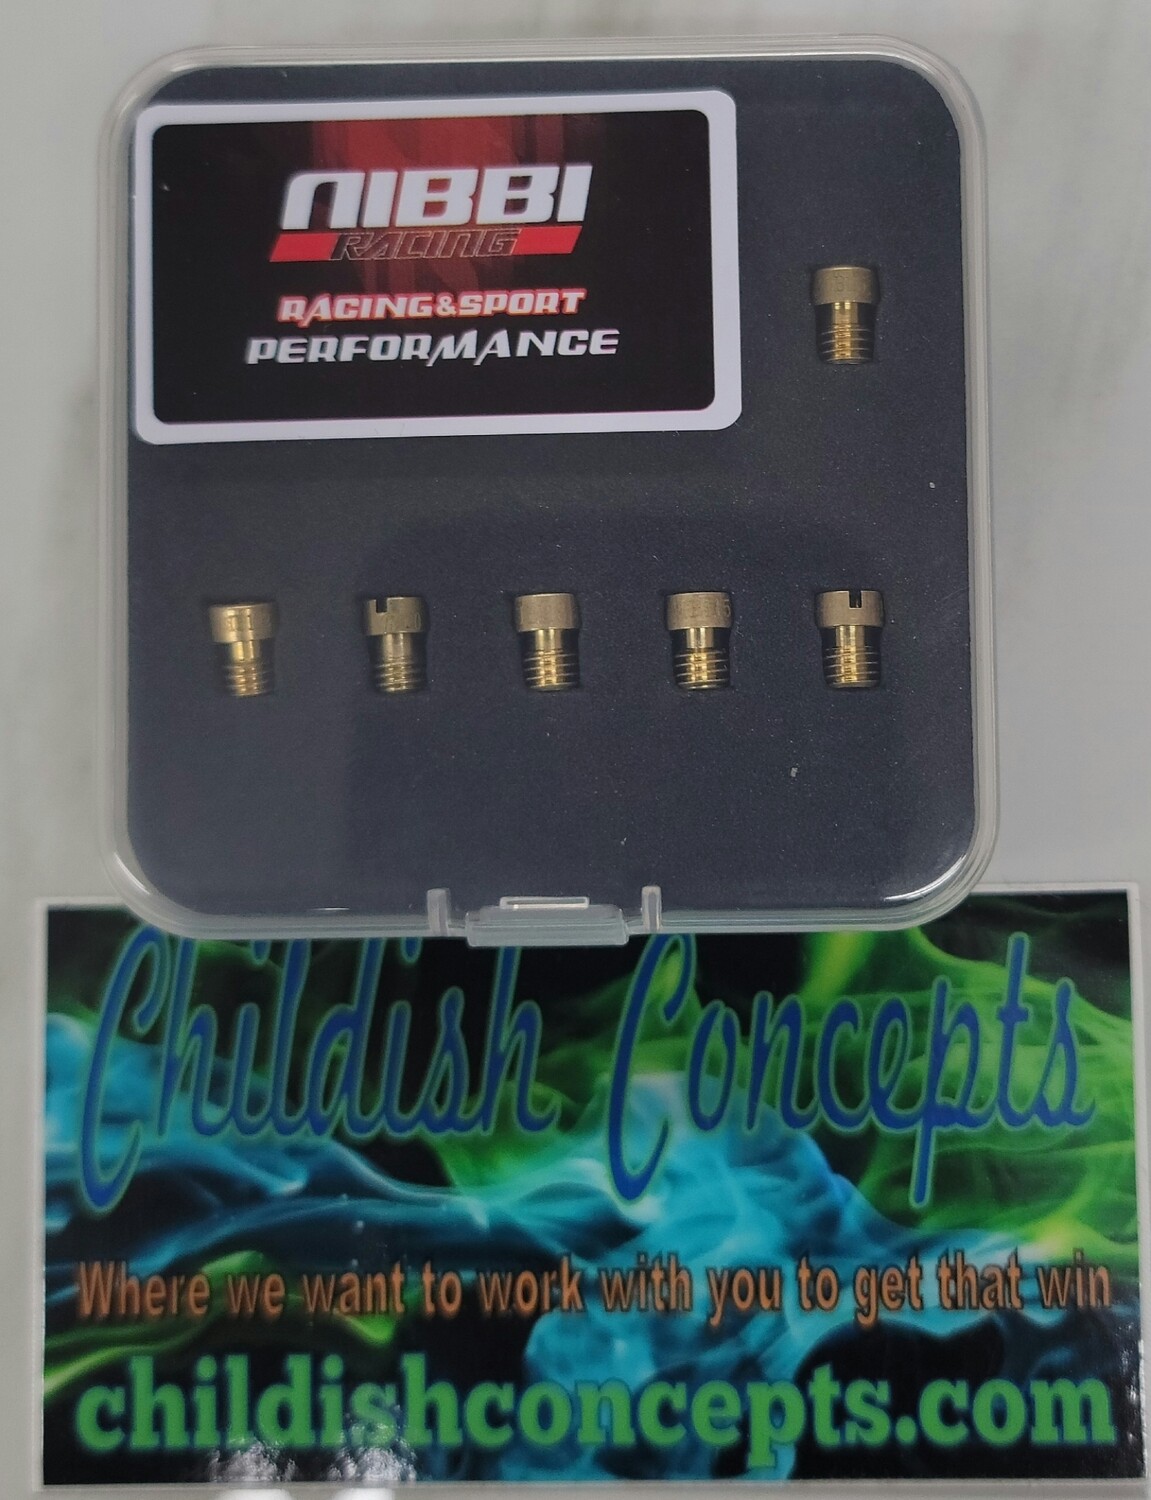 NIBBI
RACING
RACING&SPORT
PERFORMANCE
Childish Concepts
Where we want to work with you to get that win
childishconcepts.com